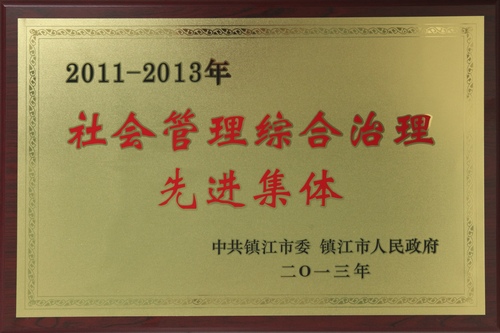 2011-2013年
社会管理综合治理
先进集体
中共镇江市委 镇江市人民政府
二〇一三年